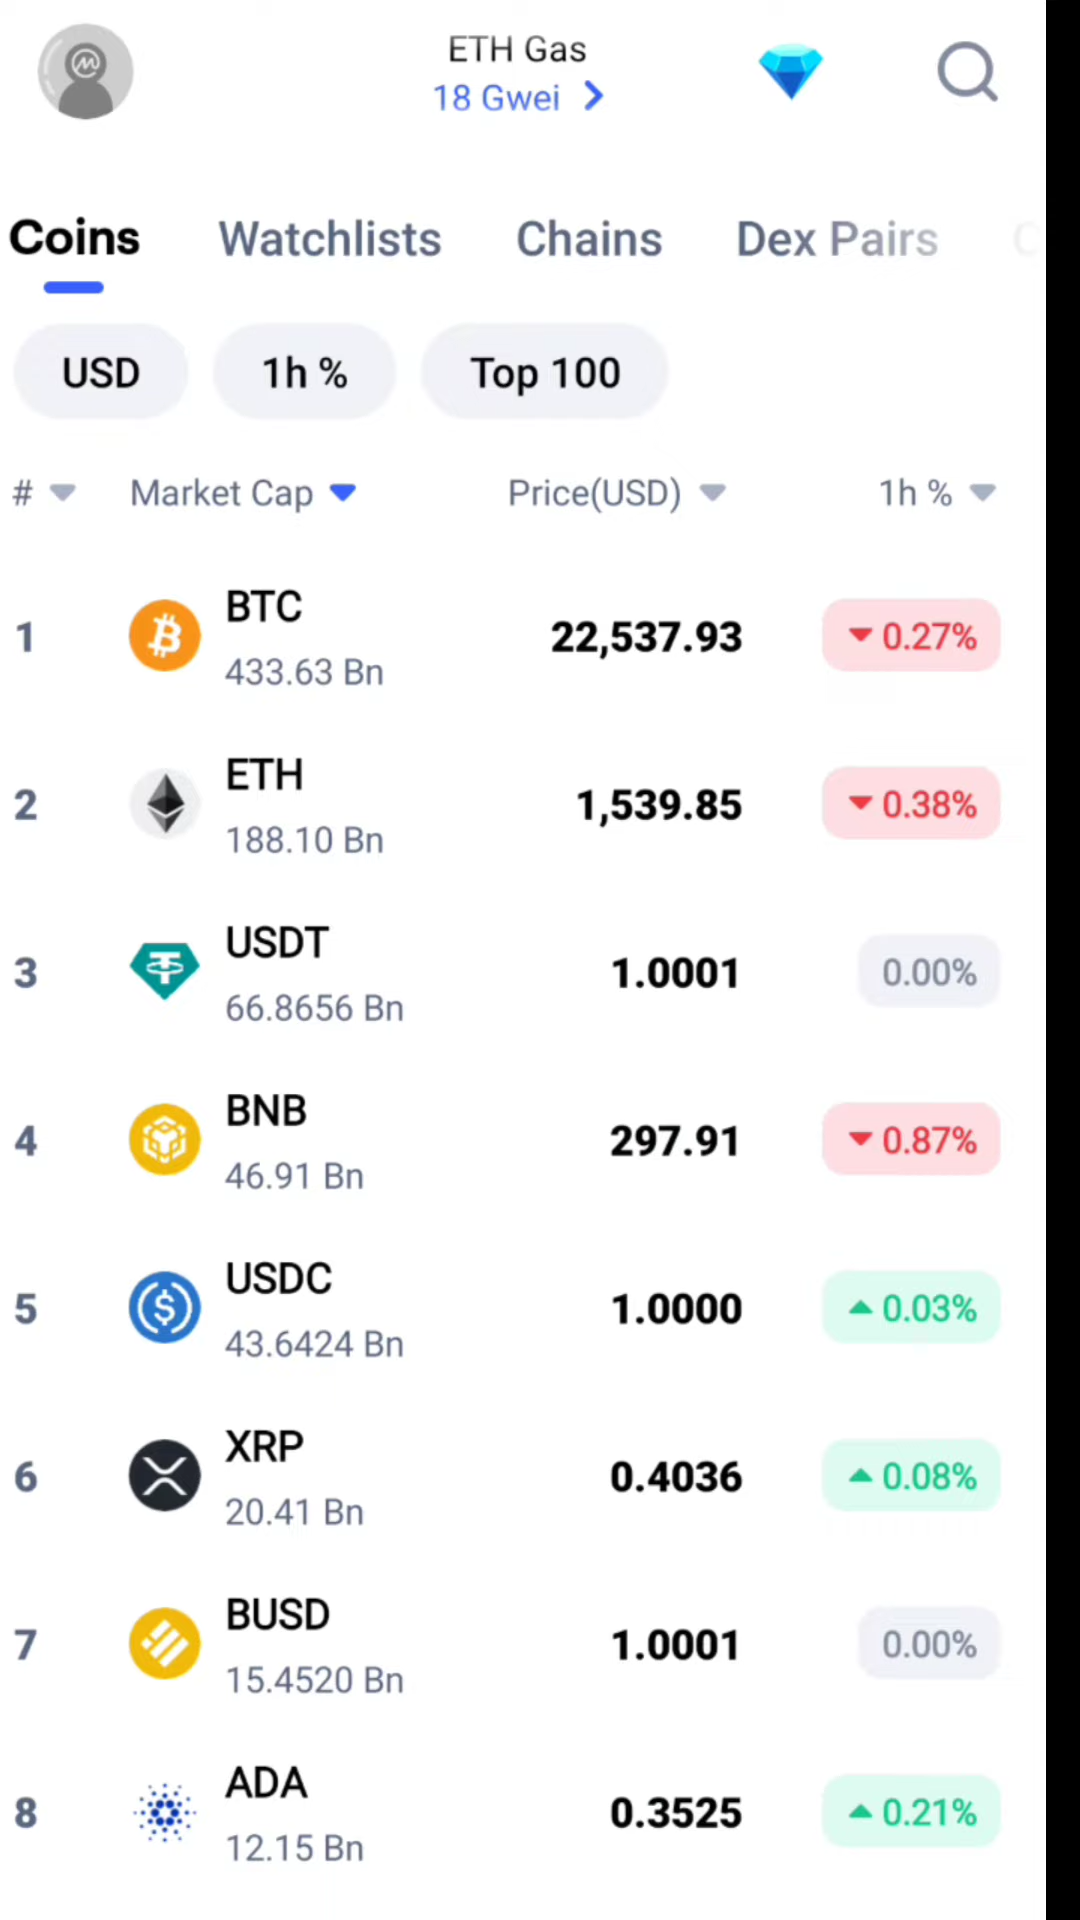 ETH Gas
18 Gwei
Coins Watchlists Chains Dex Pairs
USD 1h % Top 100
# Market Cap Price(USD) 1h %
1 BTC 433.63 Bn 22,537.93 0.27%
2 ETH 188.10 Bn 1,539.85 0.38%
3 USDT 66.8656 Bn 1.0001 0.00%
4 BNB 46.91 Bn 297.91 0.87%
5 USDC 43.6424 Bn 1.0000 0.03%
6 XRP 20.41 Bn 0.4036 0.08%
7 BUSD 15.4520 Bn 1.0001 0.00%
8 ADA 12.15 Bn 0.3525 0.21%